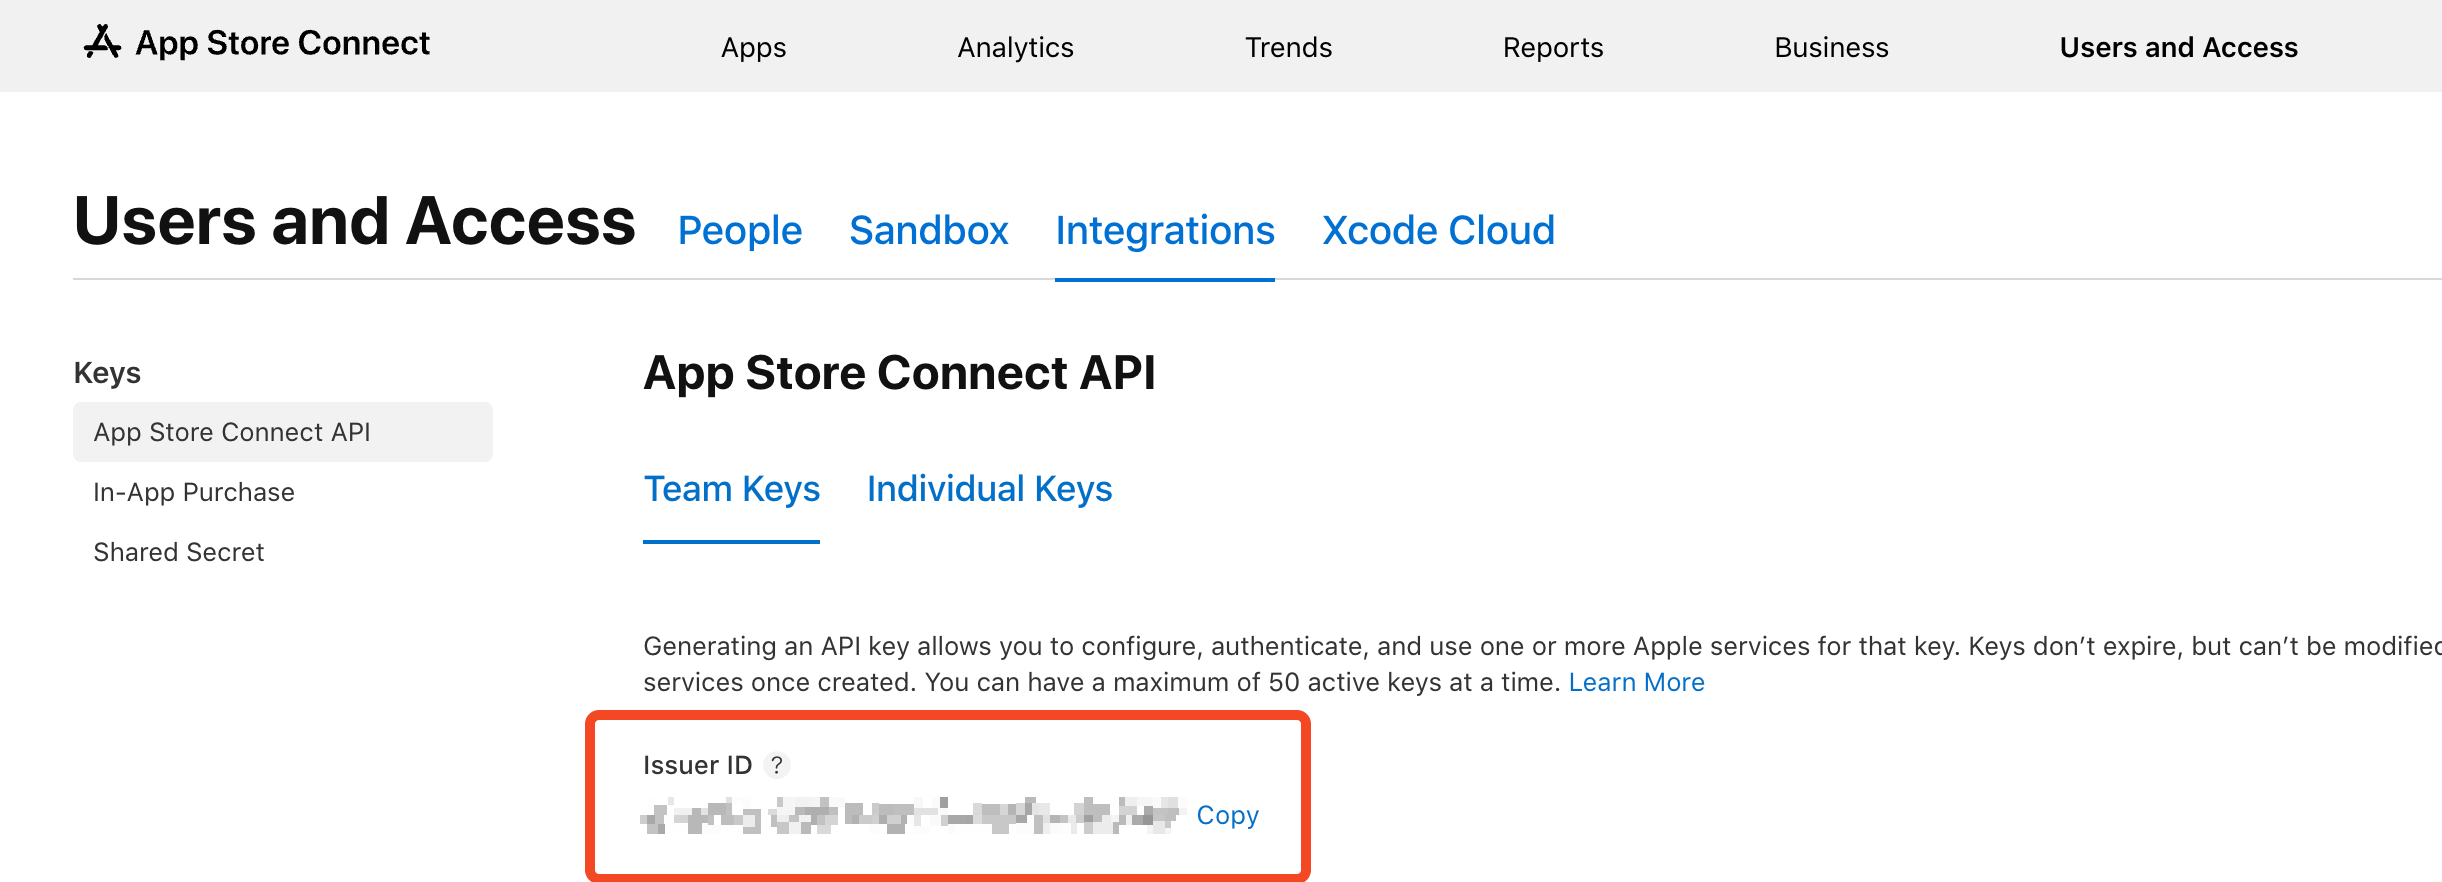 App Store Connect Apps Analytics Trends Reports Business Users and Access
Users and Access People Sandbox Integrations Xcode Cloud
Keys
App Store Connect API
In-App Purchase
Shared Secret
App Store Connect API
Team Keys Individual Keys
Generating an API key allows you to configure, authenticate, and use one or more Apple services for that key. Keys don’t expire, but can’t be modified
services once created. You can have a maximum of 50 active keys at a time. Learn More
Issuer ID ?
Copy